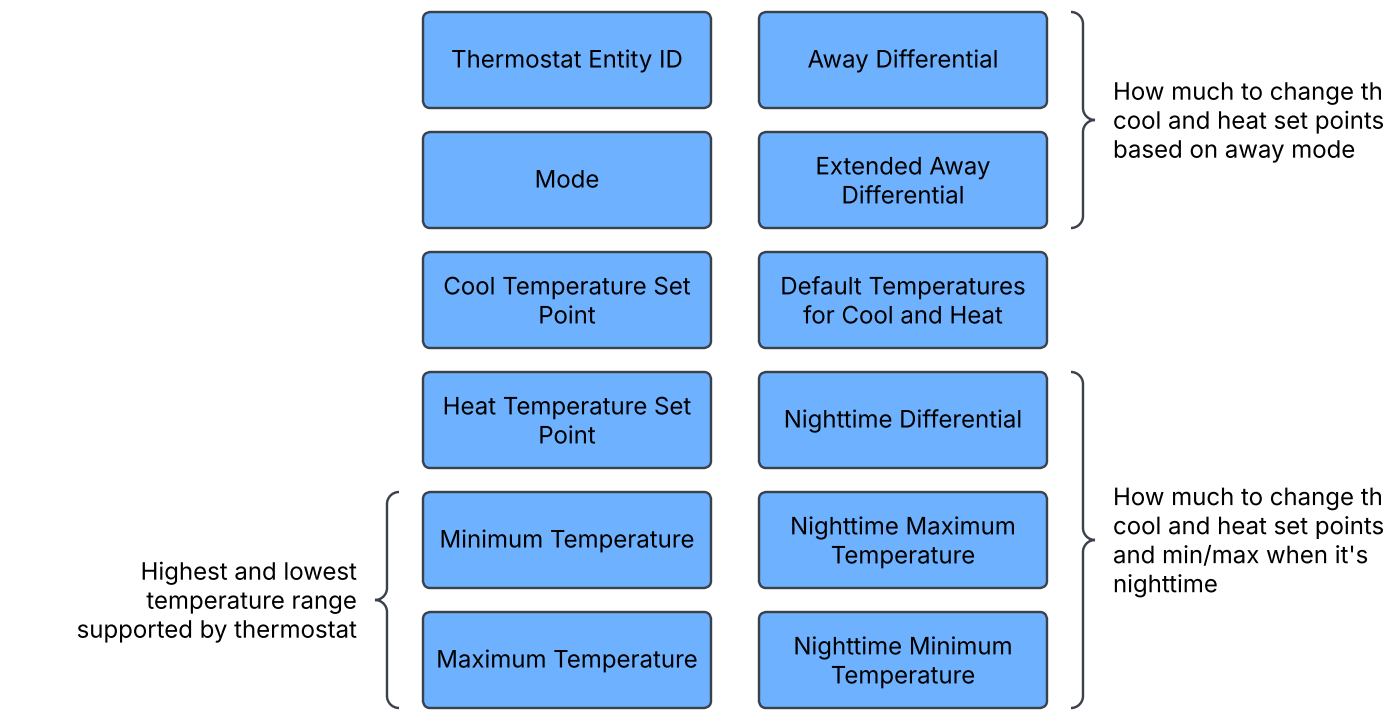 Thermostat Entity ID
Away Differential
How much to change th
cool and heat set points
based on away mode
Mode
Extended Away
Differential
Cool Temperature Set
Point
Default Temperatures
for Cool and Heat
Heat Temperature Set
Point
Nighttime Differential
How much to change th
cool and heat set points
and min/max when it's
nighttime
Minimum Temperature
Nighttime Maximum
Temperature
Highest and lowest
temperature range
supported by thermostat
Maximum Temperature
Nighttime Minimum
Temperature